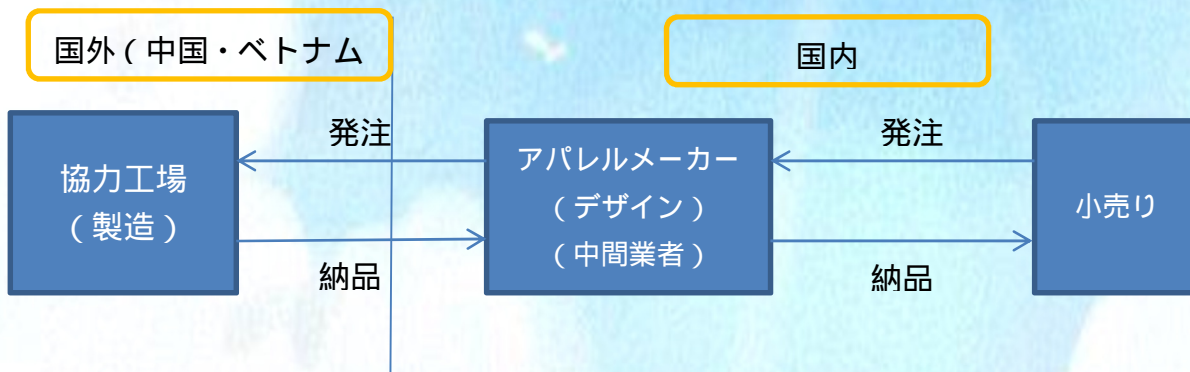 国外（中国・ベトナム
国内
発注
発注
協力工場
（製造）
アパレルメーカー
（デザイン）
（中間業者）
小売り
納品
納品